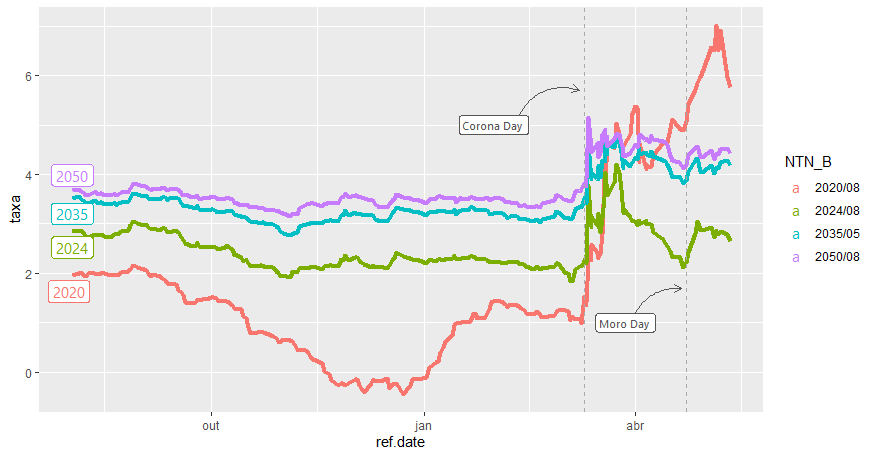 6
4
2
0
taxa
2050
2035
2024
2020
Corona Day
Moro Day
out
jan
abr
ref.date
NTN_B
a 2020/08
a 2024/08
a 2035/05
a 2050/08